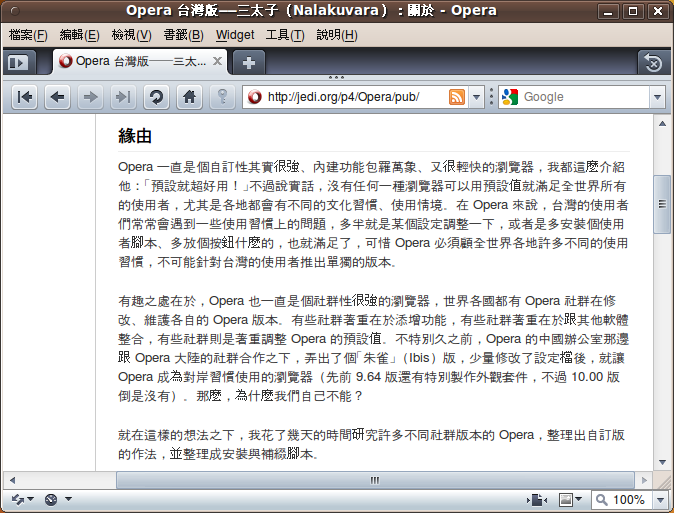 Opera 台灣版──三太子（Nalakuvara）：關於 - Opera
檔案(F) 編輯(E) 檢視(V) 書籤(B) Widget 工具(T) 說明(H)
Opera 台灣版──三太...
http://jedi.org/p4/Opera/pub/ Google
緣由
Opera 一直是個自訂性其實很強、內建功能包羅萬象、又很輕快的瀏覽器，我都這麼介紹
他：「預設就超好用！」不過說實話，沒有任何一種瀏覽器可以用預設值就滿足全世界所有
的使用者，尤其是各地都會有不同的文化習慣、使用情境。在 Opera 來說，台灣的使用者
們常常會遇到一些使用習慣上的問題，多半就是某個設定調整一下，或者是多安裝個使用
者腳本、多放個按鈕什麼的，也就滿足了，可惜 Opera 必須顧全世界各地許多不同的使用
習慣，不可能針對台灣的使用者推出單獨的版本。
有趣之處在於，Opera 也一直是個社群性很強的瀏覽器，世界各國都有 Opera 社群在修
改、維護各自的 Opera 版本。有些社群著重在添增功能，有些社群著重在於跟其他軟體
整合，有些社群則是著重調整 Opera 的預設值。不特別久之前，Opera 的中國辦公室那邊
跟 Opera 大陸的社群合作之下，弄出了個「朱雀」（Ibis）版，少量修改了設定檔後，就讓
Opera 成為對岸習慣使用的瀏覽器（先前 9.64 版還有特別製作外觀套件，不過 10.00 版
倒是沒有）。那麼，為什麼我們自己不能？
就在這樣的想法之下，我花了幾天的時間研究許多不同社群版本的 Opera，整理出自訂版
的作法，並整理成安裝與補綴腳本。
100%